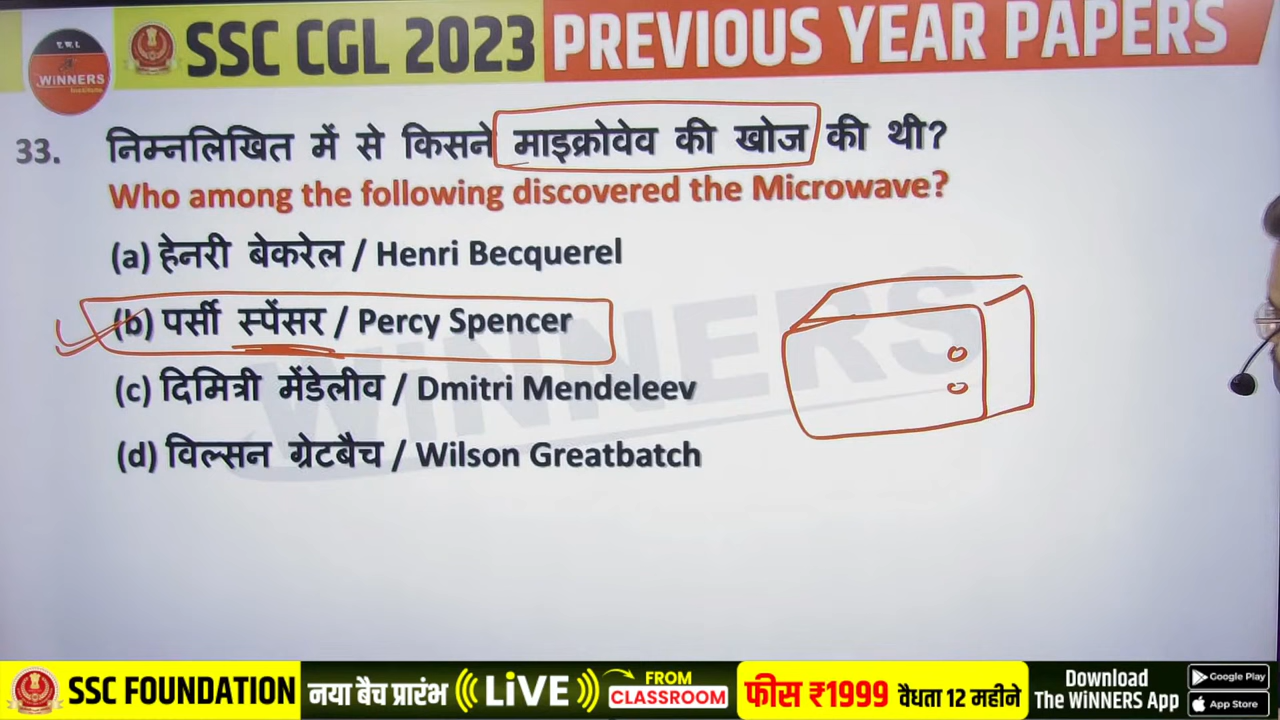 ए.ब्लू.L
WiNNERS
Institute
SSC CGL 2023 PREVIOUS YEAR PAPERS
33. निम्नलिखित में से किसने माइक्रोवेव की खोज की थी?
Who among the following discovered the Microwave?
(a) हेनरी बेकरेल / Henri Becquerel
(b) पर्सी स्पेंसर / Percy Spencer
(c) दिमित्री मेंडेलीव / Dmitri Mendeleev
(d) विल्सन ग्रेटबैच / Wilson Greatbatch
WiNNERS
SSC FOUNDATION नया बैच प्रारंभ LiVE FROM CLASSROOM फीस ₹1999 वैधता 12 महीने Download The WiNNERS App Google Play App Store